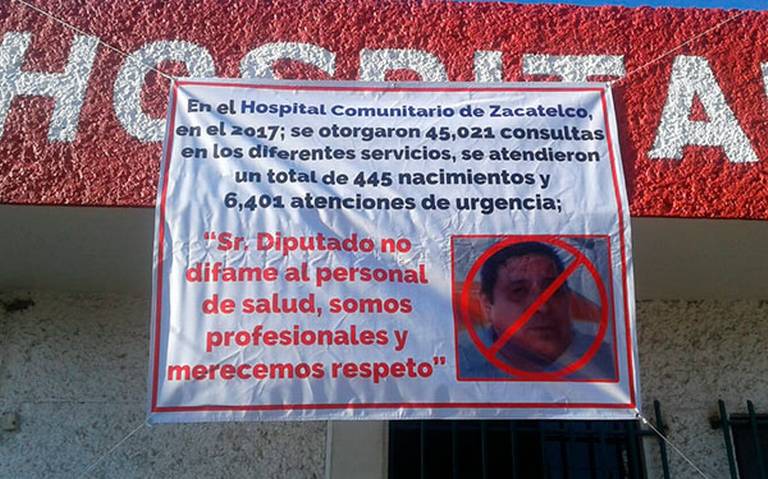 HOSPITA
En el Hospital Comunitario de Zacatelco,
en el 2017; se otorgaron 45,021 consultas
en los diferentes servicios, se atendieron
un total de 445 nacimientos y
6,401 atenciones de urgencia;
“Sr. Diputado no
difame al personal
de salud, somos
profesionales y
merecemos respeto”